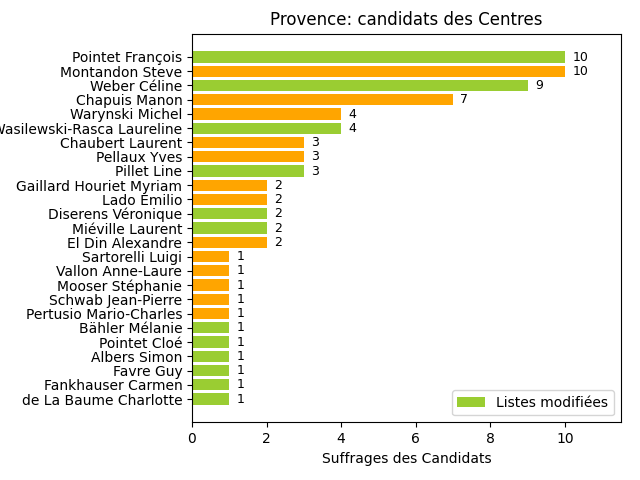 Provence: candidats des Centres
Pointet François 10
Montandon Steve 10
Weber Céline 9
Chapuis Manon 7
Warynski Michel 4
Wasilewski-Rasca Laureline 4
Chaubert Laurent 3
Pellaux Yves 3
Pillet Line 3
Gaillard Houriet Myriam 2
Lado Emilio 2
Diserens Véronique 2
Miéville Laurent 2
El Din Alexandre 2
Sartorelli Luigi 1
Vallon Anne-Laure 1
Mooser Stéphanie 1
Schwab Jean-Pierre 1
Pertusio Mario-Charles 1
Bähler Mélanie 1
Pointet Cloé 1
Albers Simon 1
Favre Guy 1
Fankhauser Carmen 1
de La Baume Charlotte 1
Listes modifiées
0 2 4 6 8 10
Suffrages des Candidats